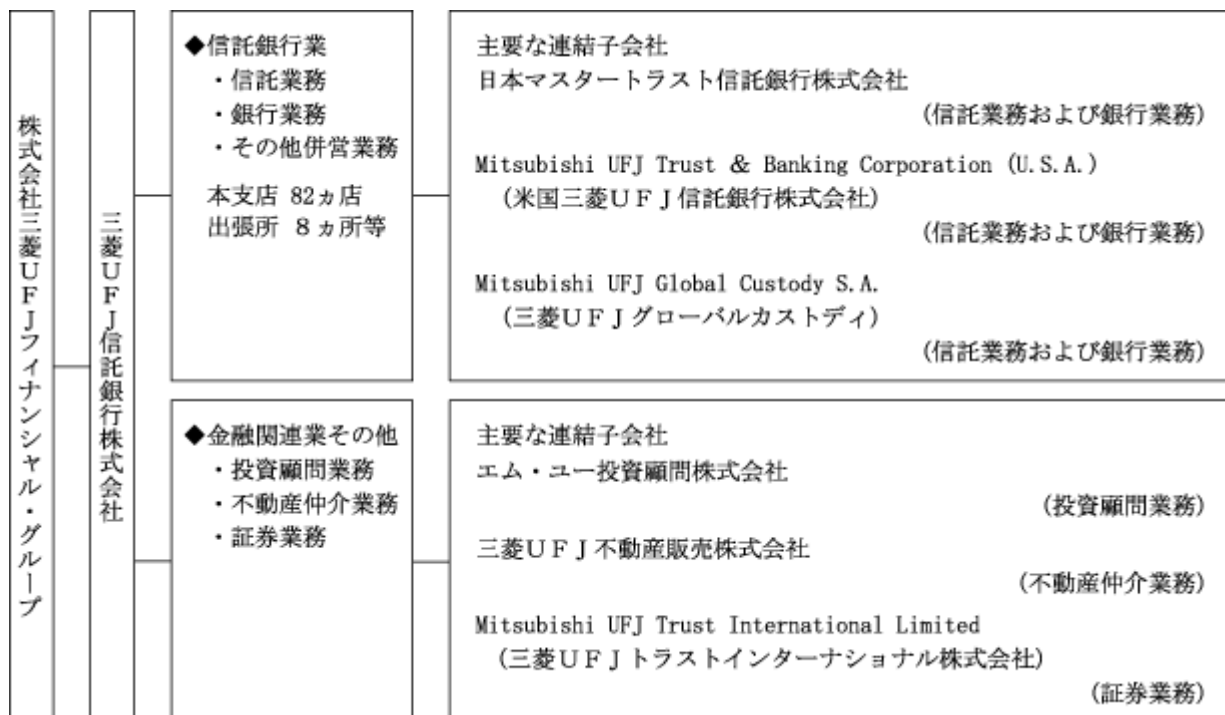 株式会社三菱UFJフィナンシャル・グループ
三菱UFJ信託銀行株式会社
◆信託銀行業
・信託業務
・銀行業務
・その他併営業務
本支店 82ヵ店
出張所 8ヵ所等
主要な連結子会社
日本マスタートラスト信託銀行株式会社
(信託業務および銀行業務)
Mitsubishi UFJ Trust & Banking Corporation (U.S.A.)
(米国三菱UFJ信託銀行株式会社)
(信託業務および銀行業務)
Mitsubishi UFJ Global Custody S.A.
(三菱UFJグローバルカストディ)
(信託業務および銀行業務)
◆金融関連業その他
・投資顧問業務
・不動産仲介業務
・証券業務
主要な連結子会社
エム・ユー投資顧問株式会社
(投資顧問業務)
三菱UFJ不動産販売株式会社
(不動産仲介業務)
Mitsubishi UFJ Trust International Limited
(三菱UFJトラストインターナショナル株式会社)
(証券業務)